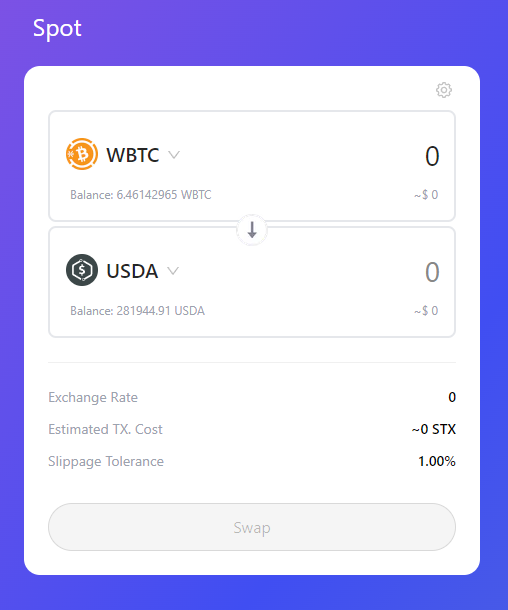 Spot
WBTC 0
Balance: 6.46142965 WBTC ~$ 0
USDA 0
Balance: 281944.91 USDA ~$ 0
Exchange Rate 0
Estimated TX. Cost ~0 STX
Slippage Tolerance 1.00%
Swap